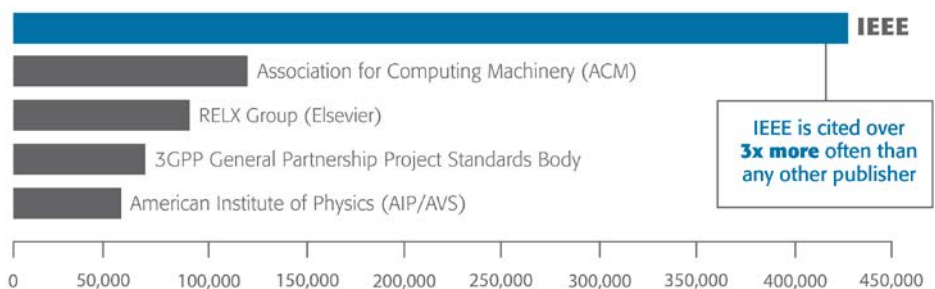 IEEE
Association for Computing Machinery (ACM)
RELX Group (Elsevier)
3GPP General Partnership Project Standards Body
American Institute of Physics (AIP/AVS)
IEEE is cited over
3x more often than
any other publisher
0 50,000 100,000 150,000 200,000 250,000 300,000 350,000 400,000 450,000